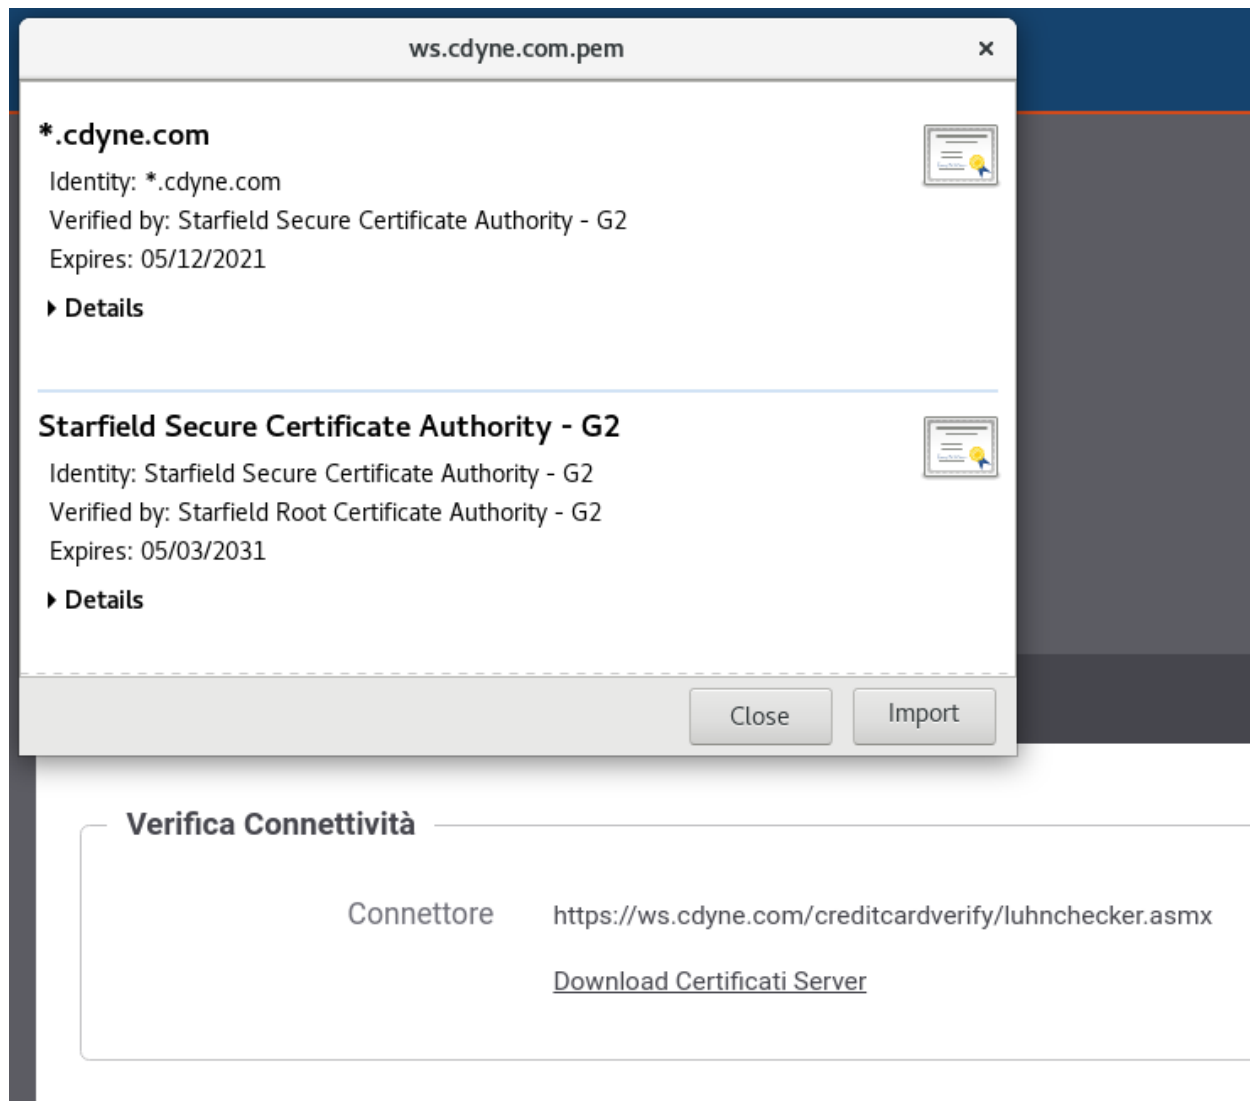 ws.cdyne.com.pem
*.cdyne.com
Identity: *.cdyne.com
Verified by: Starfield Secure Certificate Authority - G2
Expires: 05/12/2021
Details
Starfield Secure Certificate Authority - G2
Identity: Starfield Secure Certificate Authority - G2
Verified by: Starfield Root Certificate Authority - G2
Expires: 05/03/2031
Details
Close Import
Verifica Connettività
Connettore https://ws.cdyne.com/creditcardverify/luhnchecker.asmx
Download Certificati Server